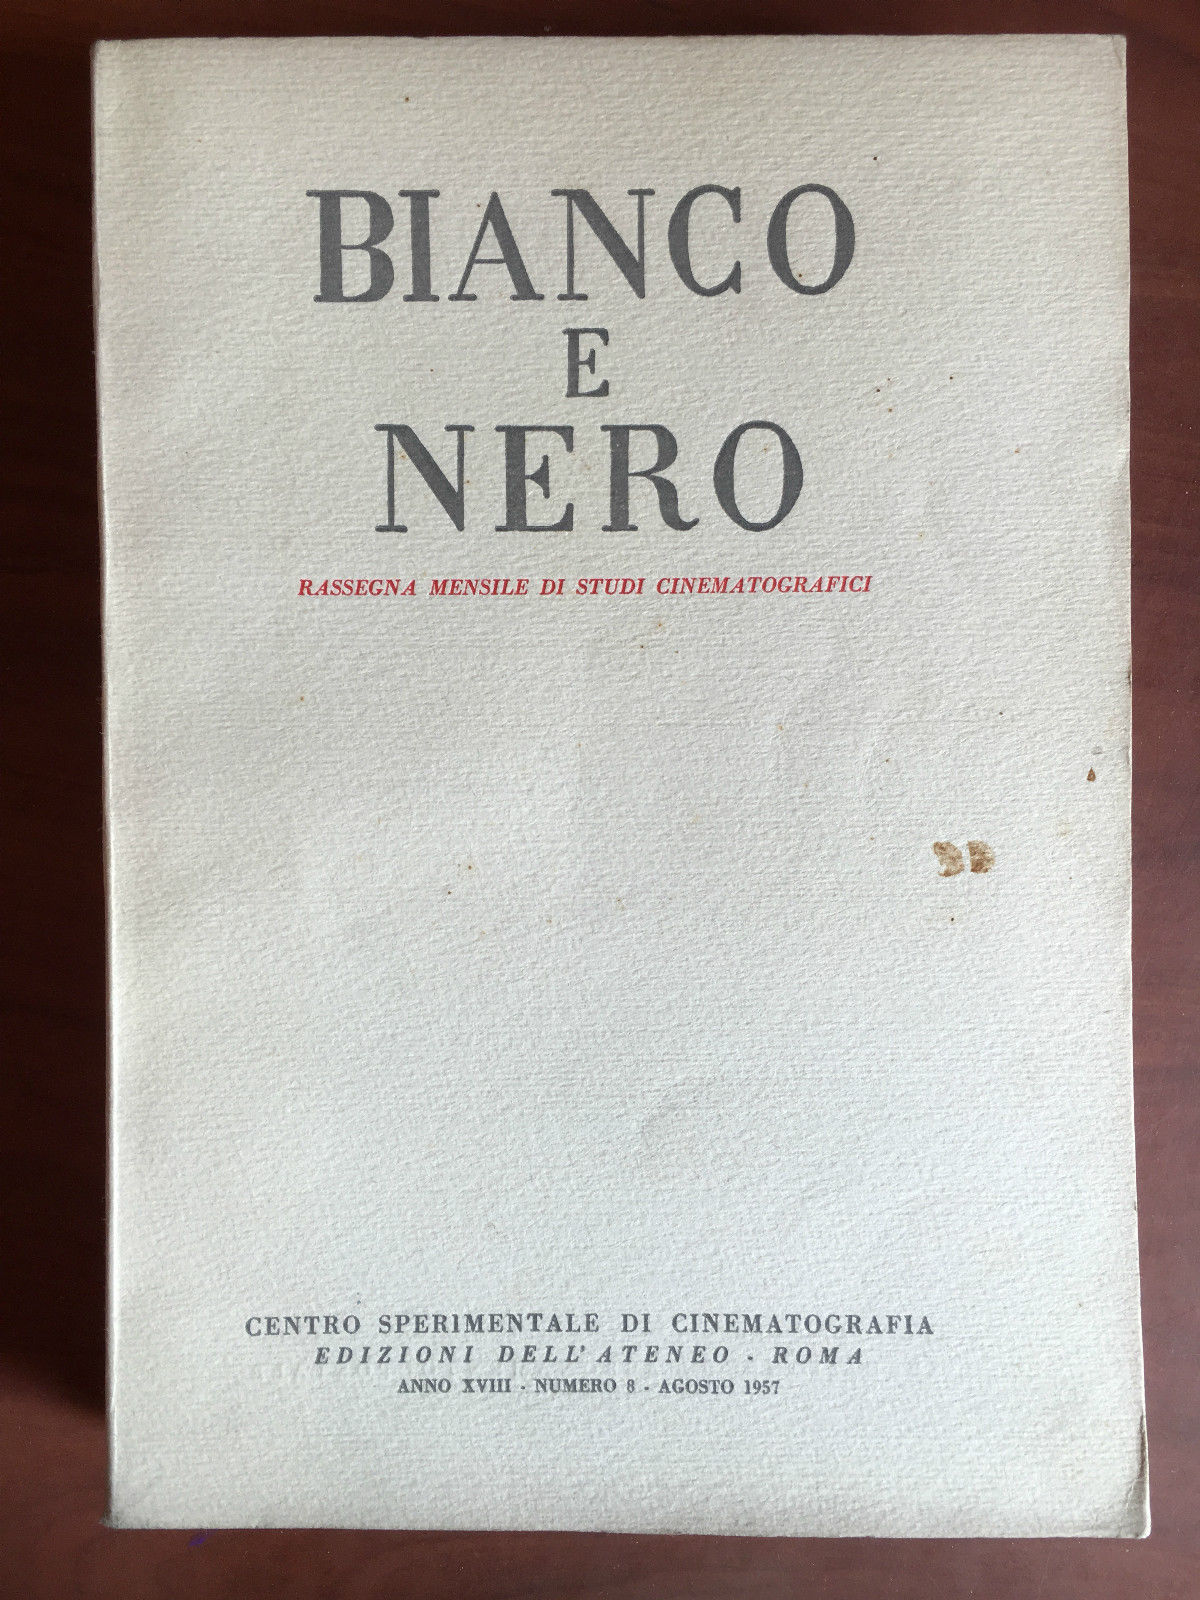 BIANCO
E
NERO
RASSEGNA MENSILE DI STUDI CINEMATOGRAFICI
CENTRO SPERIMENTALE DI CINEMATOGRAFIA
EDIZIONI DELL'ATENEO - ROMA
ANNO XVIII - NUMERO 8 - AGOSTO 1957